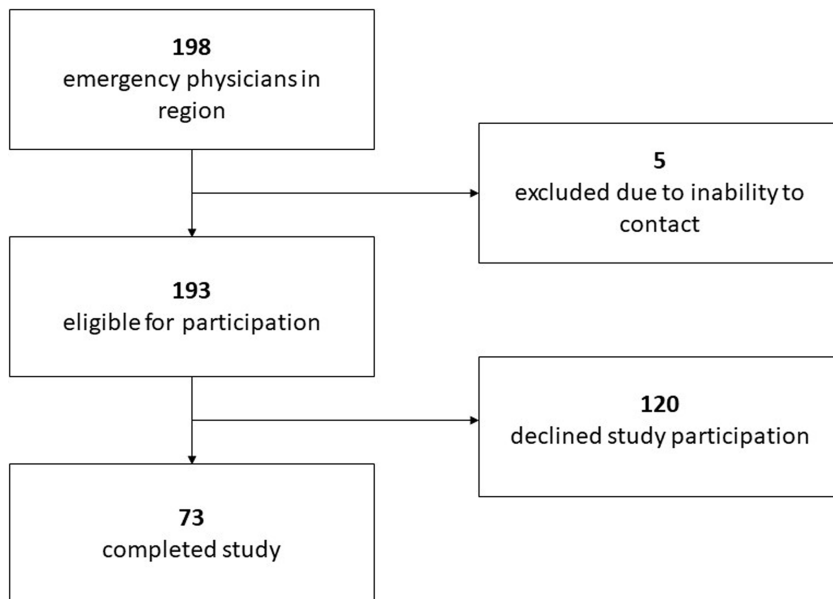 198
emergency physicians in
region
5
excluded due to inability to
contact
193
eligible for participation
120
declined study participation
73
completed study